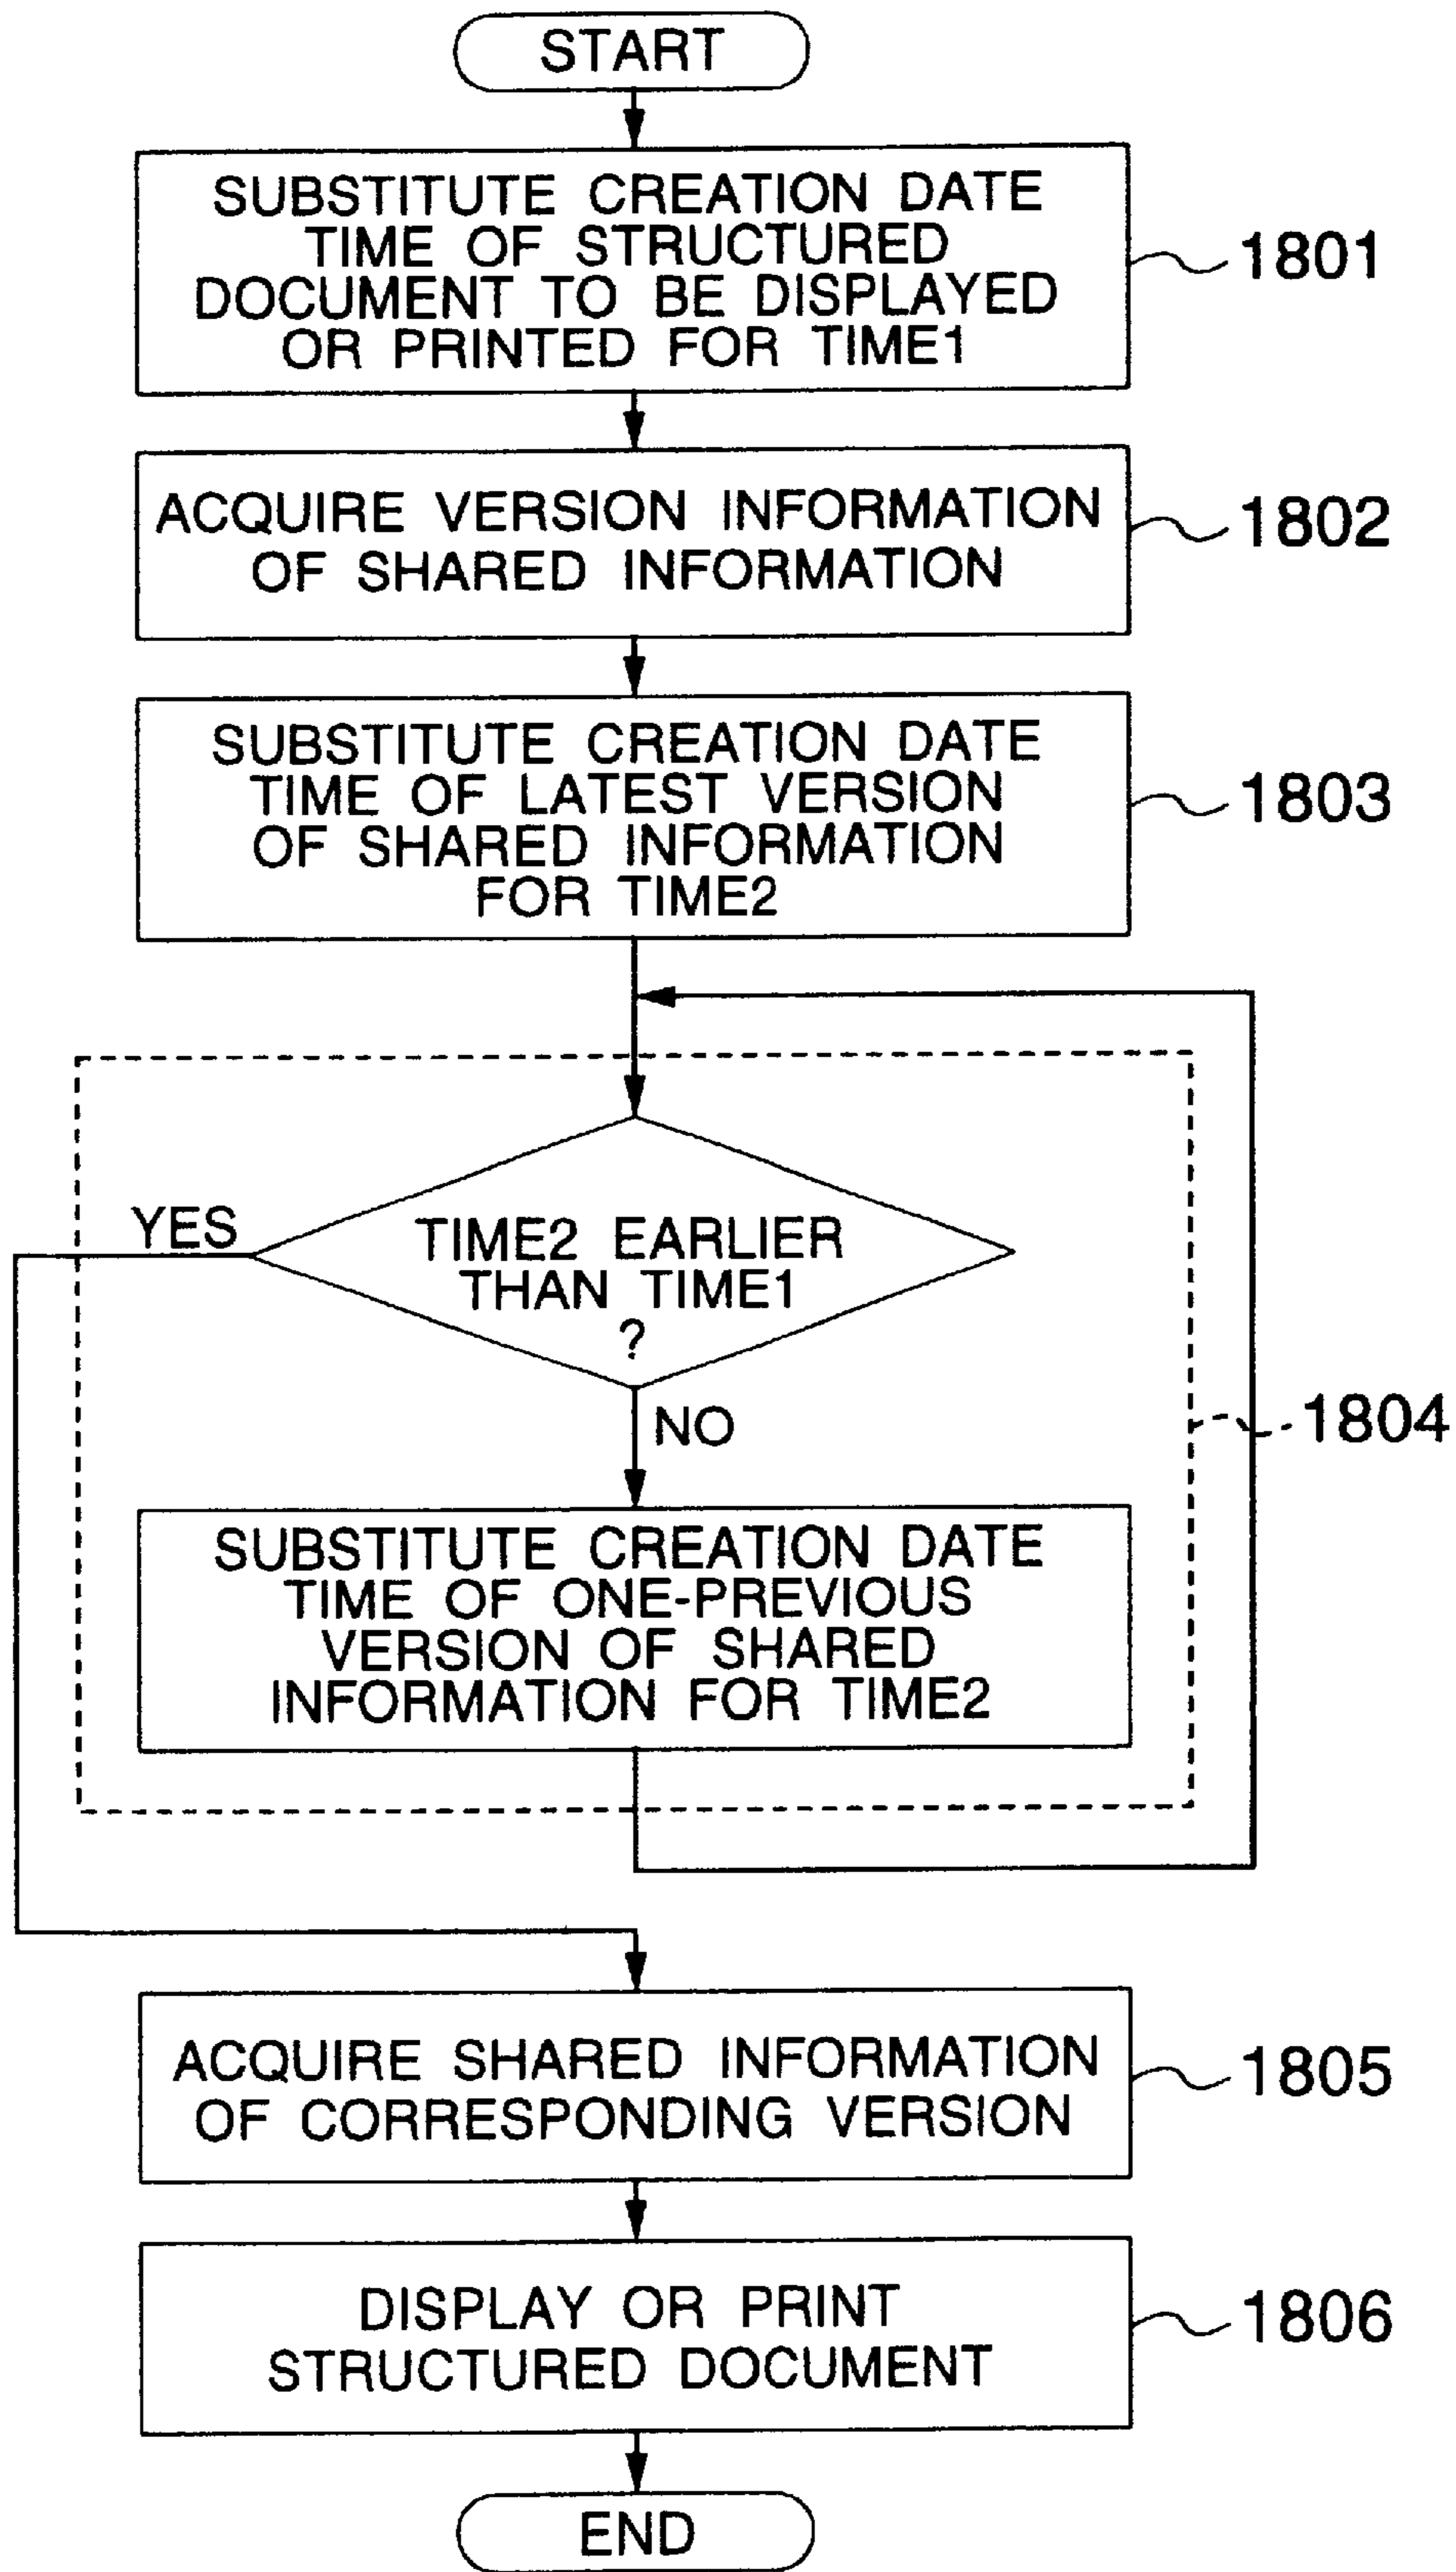 START
SUBSTITUTE CREATION DATE
TIME OF STRUCTURED
DOCUMENT TO BE DISPLAYED
OR PRINTED FOR TIME1
1801
ACQUIRE VERSION INFORMATION
OF SHARED INFORMATION
1802
SUBSTITUTE CREATION DATE
TIME OF LATEST VERSION
OF SHARED INFORMATION
FOR TIME2
1803
YES
TIME2 EARLIER
THAN TIME1
?
NO
1804
SUBSTITUTE CREATION DATE
TIME OF ONE-PREVIOUS
VERSION OF SHARED
INFORMATION FOR TIME2
ACQUIRE SHARED INFORMATION
OF CORRESPONDING VERSION
1805
DISPLAY OR PRINT
STRUCTURED DOCUMENT
1806
END